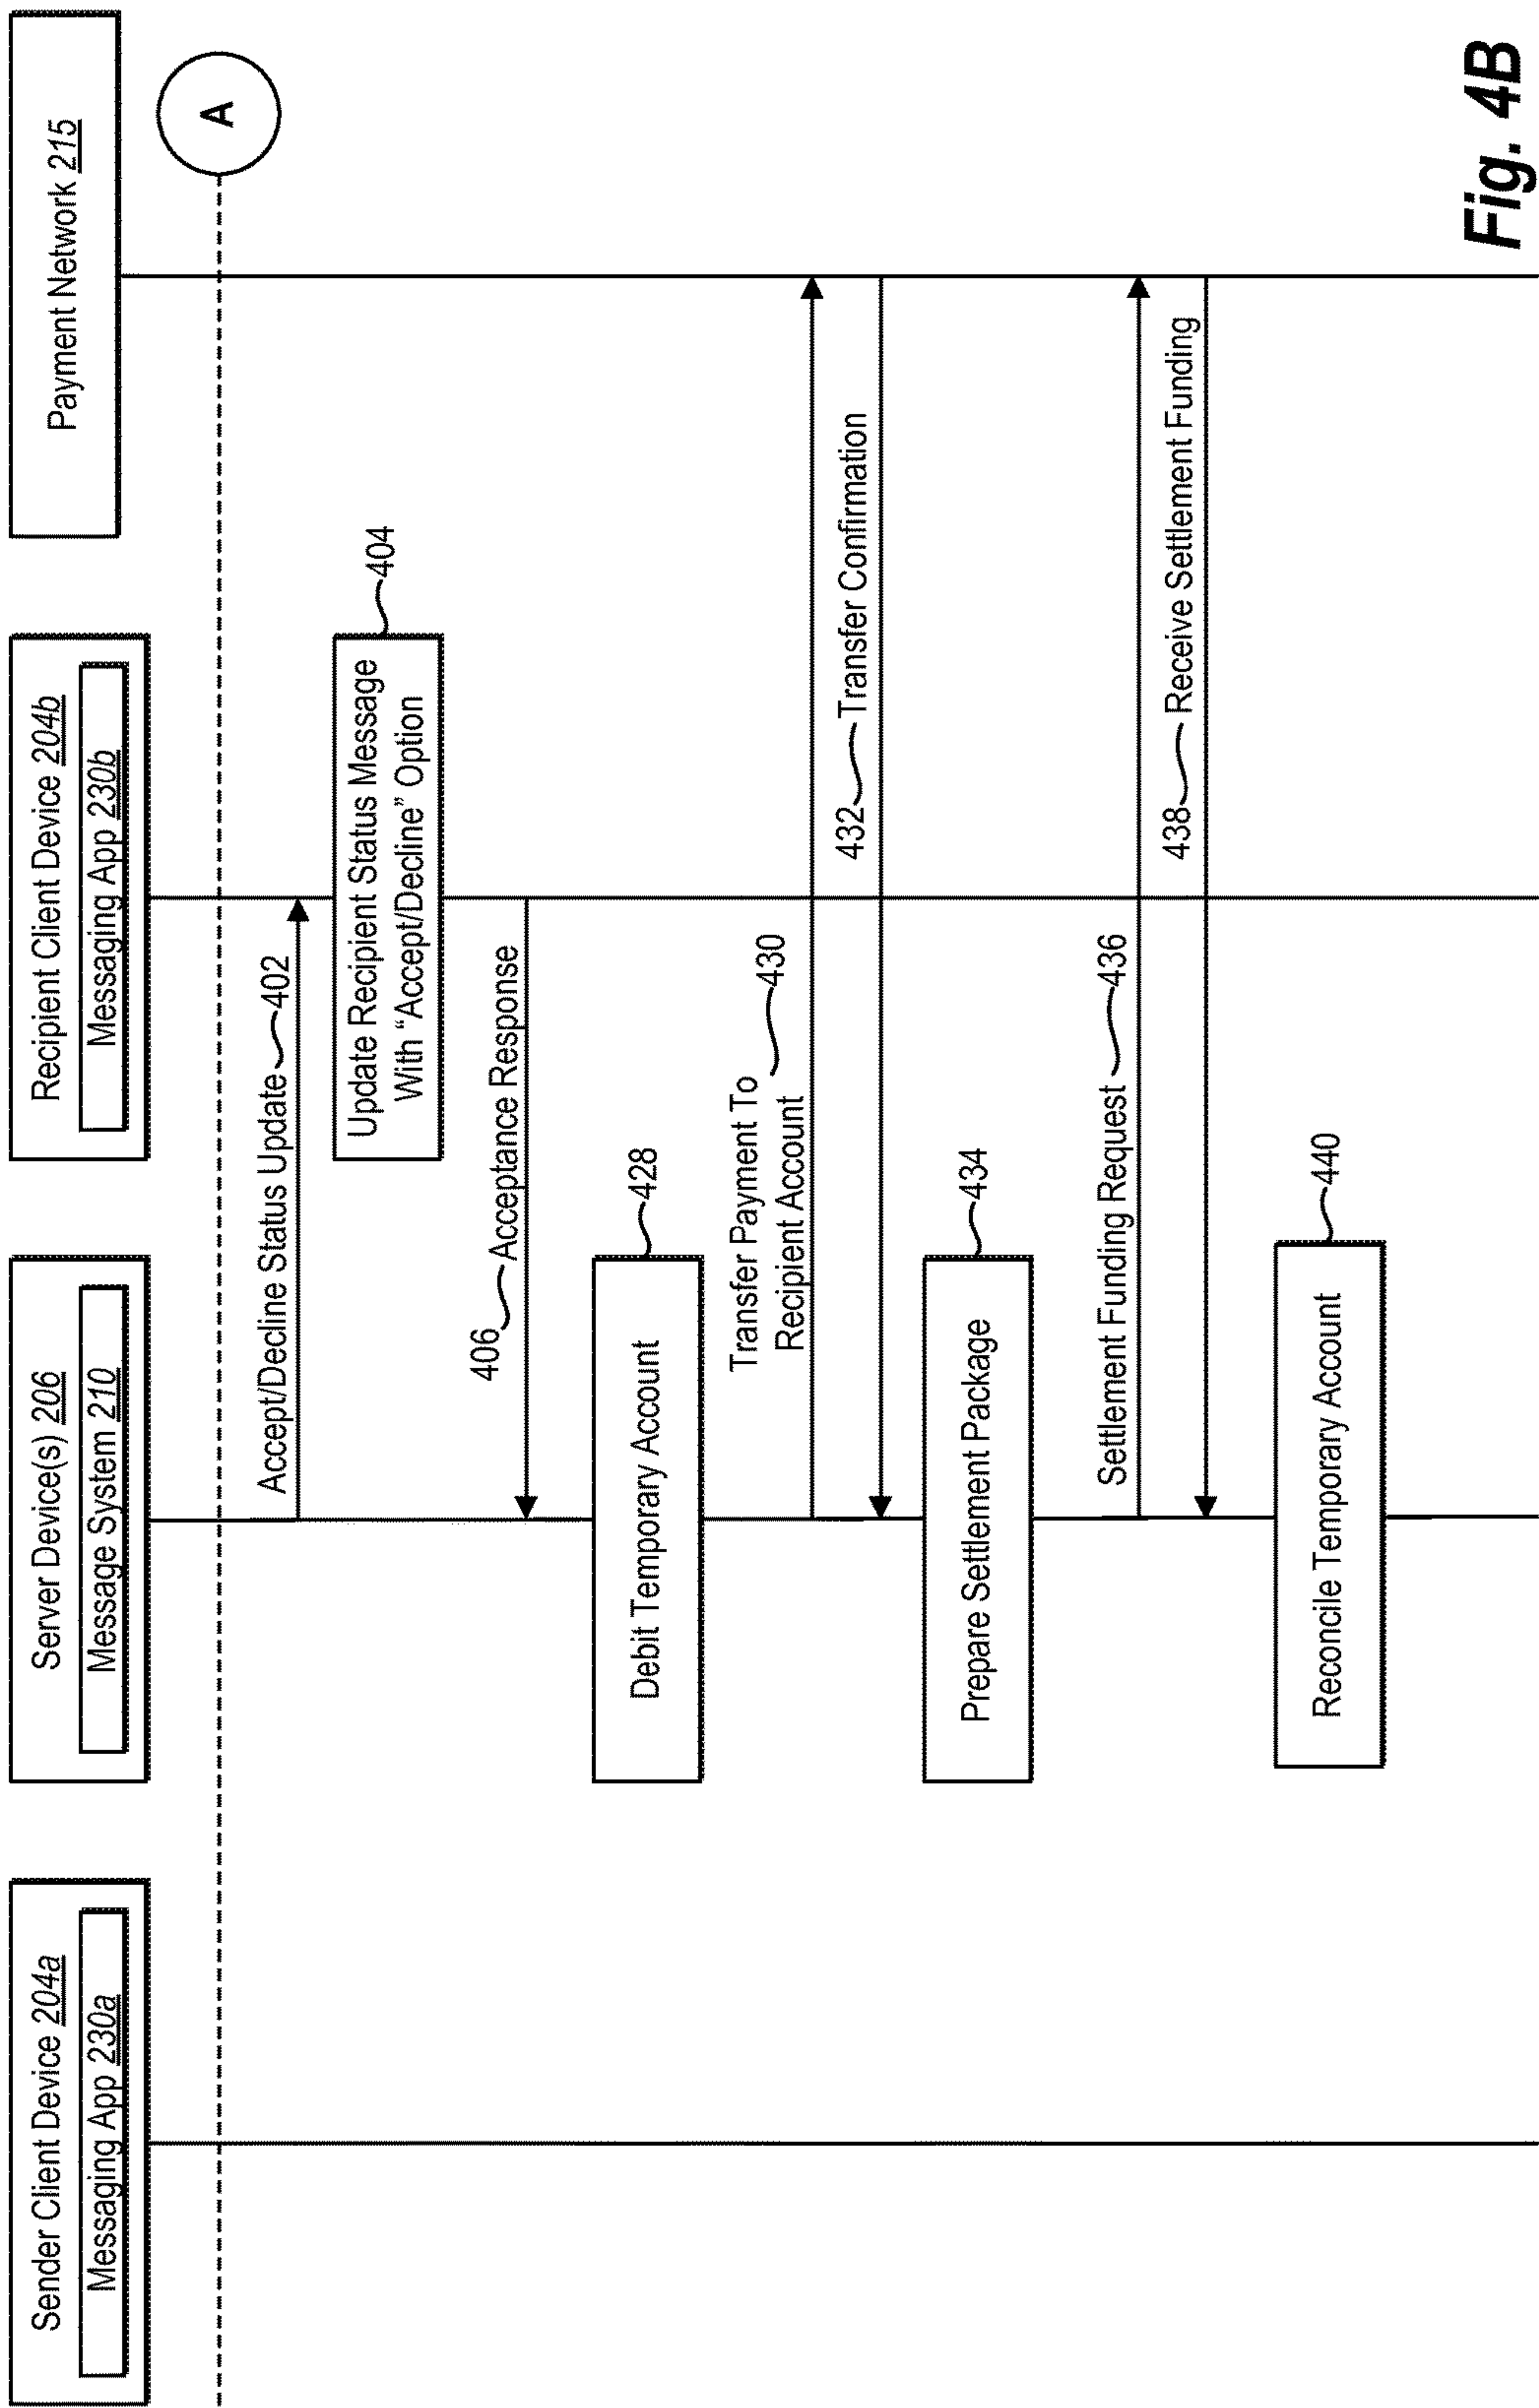 Sender Client Device 204a
Messaging App 230a
Server Device(s) 206
Message System 210
Recipient Client Device 204b
Messaging App 230b
Payment Network 215
A
Accept/Decline Status Update 402
Update Recipient Status Message
With “Accept/Decline” Option
404
406 Acceptance Response
Debit Temporary Account
428
Transfer Payment To
Recipient Account
430
432 Transfer Confirmation
Prepare Settlement Package
434
Settlement Funding Request 436
438 Receive Settlement Funding
Reconcile Temporary Account
440
Fig. 4B